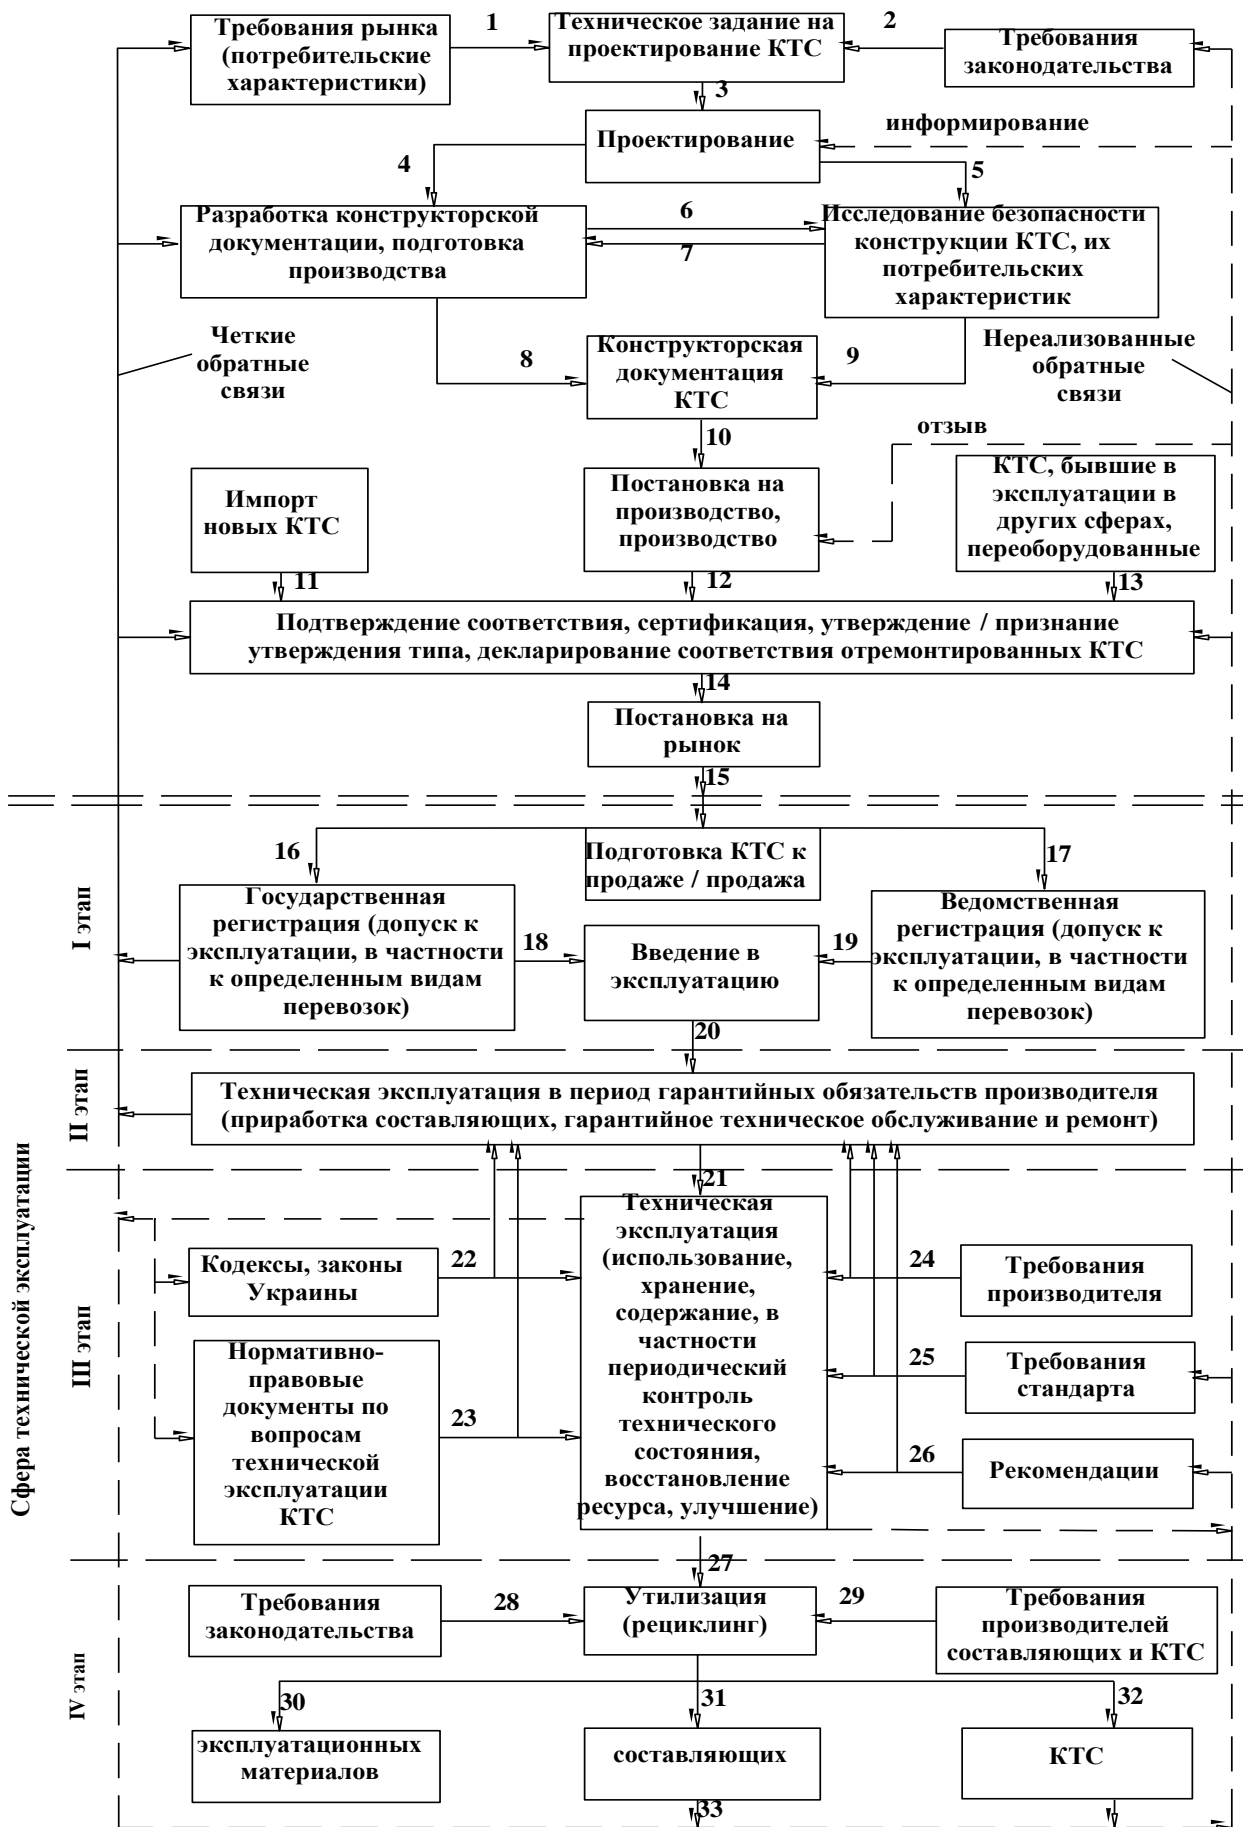 Требования рынка
(потребительские
характеристики)
1
Техническое задание на
проектирование КТС
2
Требования
законодательства
3
Проектирование
информирование
4
5
Разработка конструкторской
документации, подготовка
производства
6
7
Исследование безопасности
конструкции КТС, их
потребительских
характеристик
Четкие
обратные
связи
8
Конструкторская
документация
КТС
9
Нереализованные
обратные
связи
10
отзыв
Импорт
новых КТС
Постановка на
производство,
производство
КТС, бывшие в
эксплуатации в
других сферах,
переоборудованные
11
12
13
Подтверждение соответствия, сертификация, утверждение / признание
утверждения типа, декларирование соответствия отремонтированных КТС
14
Постановка на
рынок
15
Сфера технической эксплуатации
I этап
16
Подготовка КТС к
продаже / продажа
17
Государственная
регистрация (допуск к
эксплуатации, в частности
к определенным видам
перевозок)
18
Введение в
эксплуатацию
19
Ведомственная
регистрация (допуск к
эксплуатации, в частности
к определенным видам
перевозок)
20
II этап
Техническая эксплуатация в период гарантийных обязательств производителя
(приработка составляющих, гарантийное техническое обслуживание и ремонт)
21
III этап
Техническая
эксплуатация
(использование,
хранение,
содержание, в
частности
периодический
контроль
технического
состояния,
восстановление
ресурса, улучшение)
Кодексы, законы
Украины
22
24
Требования
производителя
Нормативно-
правовые
документы по
вопросам
технической
эксплуатации
КТС
23
25
Требования
стандарта
26
Рекомендации
27
IV этап
Требования
законодательства
28
Утилизация
(рециклинг)
29
Требования
производителей
составляющих и КТС
30
31
32
эксплуатационных
материалов
составляющих
КТС
33